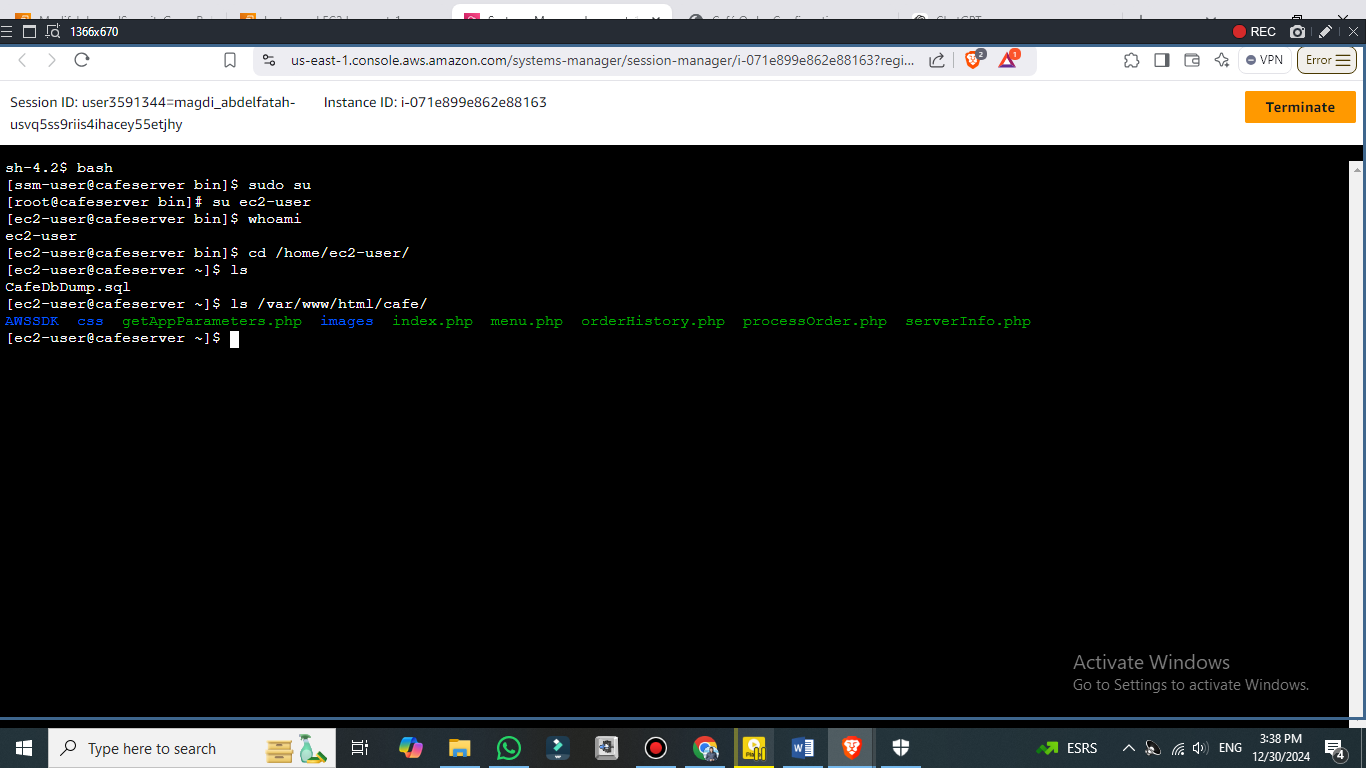 1366x670
REC
us-east-1.console.aws.amazon.com/systems-manager/session-manager/i-071e899e862e88163?regi...
2
1
VPN
Error
Session ID: user3591344=magdi_abdelfatah-
usvq5ss9riis4ihacey55etjhy
Instance ID: i-071e899e862e88163
Terminate
sh-4.2$ bash
[ssm-user@cafeserver bin]$ sudo su
[root@cafeserver bin]# su ec2-user
[ec2-user@cafeserver bin]$ whoami
ec2-user
[ec2-user@cafeserver bin]$ cd /home/ec2-user/
[ec2-user@cafeserver ~]$ ls
CafeDbDump.sql
[ec2-user@cafeserver ~]$ ls /var/www/html/cafe/
AWSSDK css getAppParameters.php images index.php menu.php orderHistory.php processOrder.php serverInfo.php
[ec2-user@cafeserver ~]$
Activate Windows
Go to Settings to activate Windows.
Type here to search
ESRS
ENG
3:38 PM
12/30/2024
4